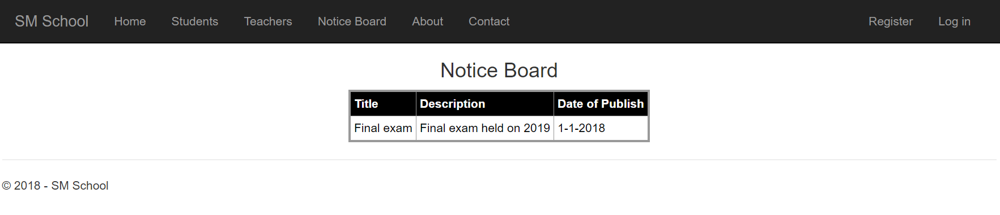 SM School Home Students Teachers Notice Board About Contact Register Log in
Notice Board
Title Description Date of Publish
Final exam Final exam held on 2019 1-1-2018
© 2018 - SM School